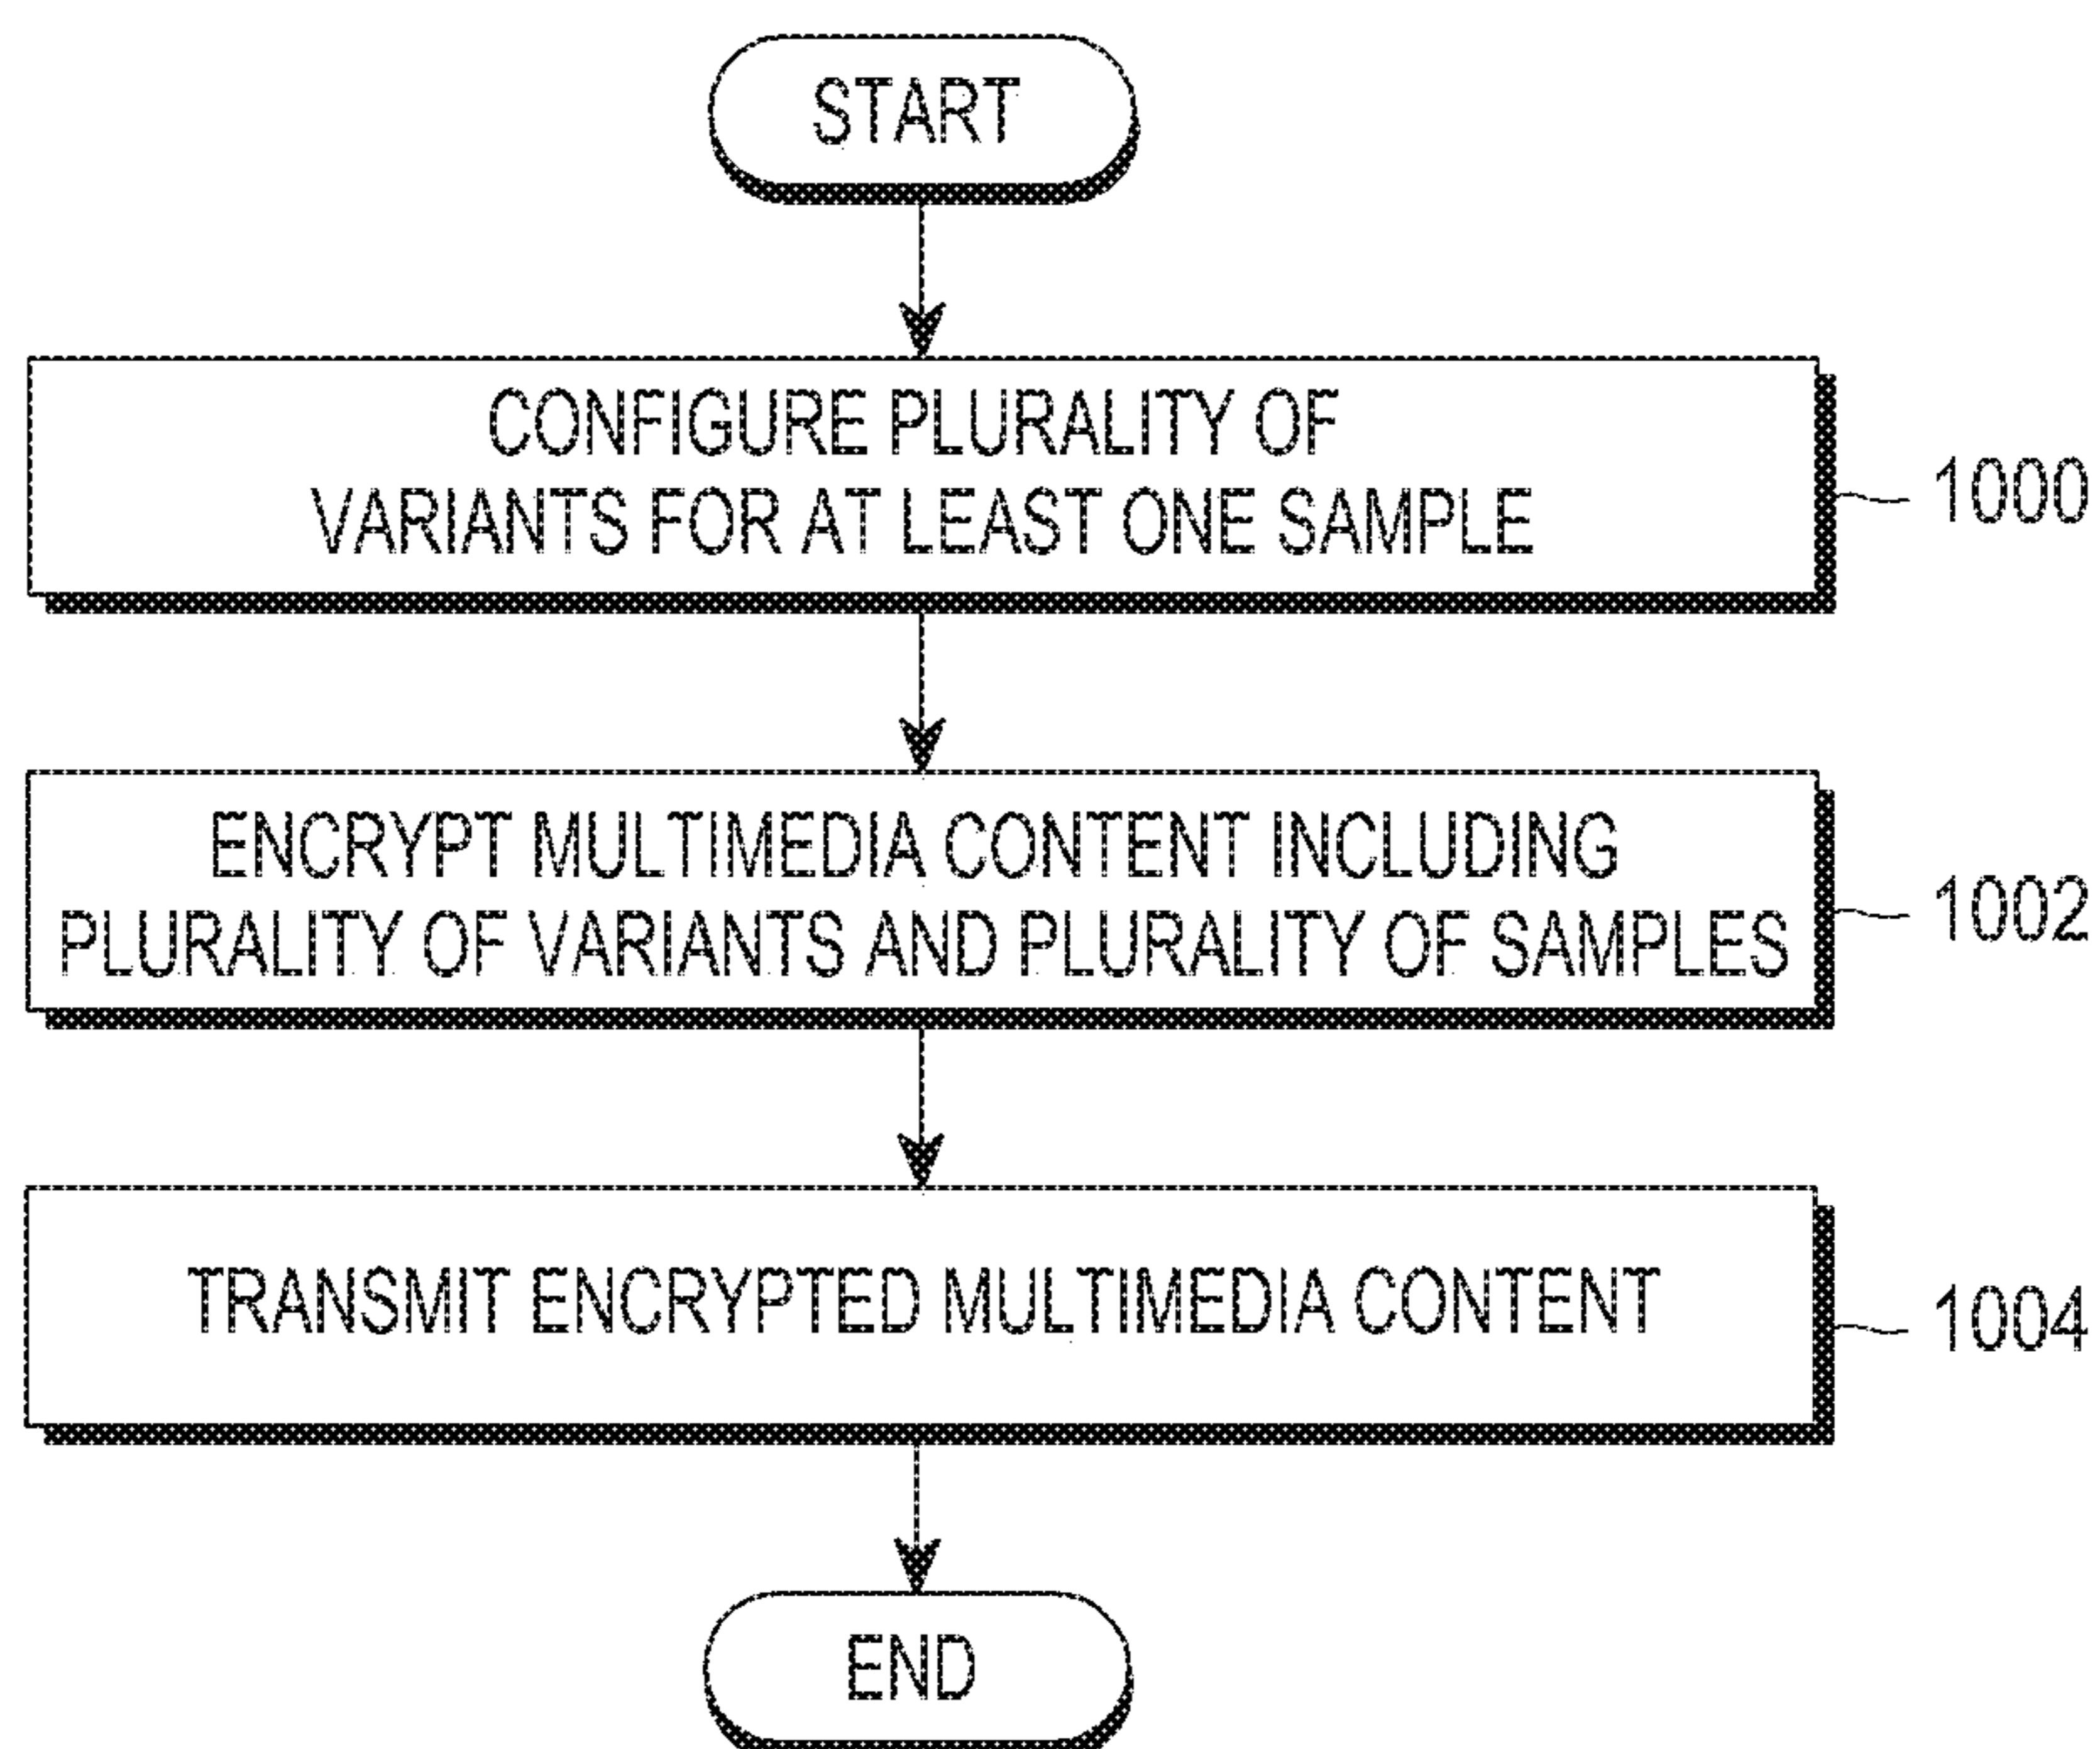 START
CONFIGURE PLURALITY OF
VARIANTS FOR AT LEAST ONE SAMPLE
1000
ENCRYPT MULTIMEDIA CONTENT INCLUDING
PLURALITY OF VARIANTS AND PLURALITY OF SAMPLES
1002
TRANSMIT ENCRYPTED MULTIMEDIA CONTENT
1004
END